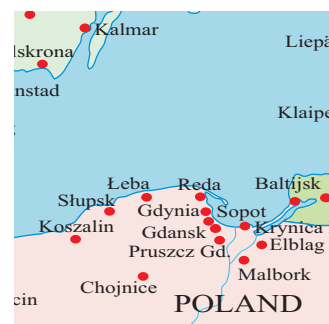 Kalmar
lskrona
Liepā
nstad
Klaipe
Łeba
Reda
Baltijsk
Słupsk
Gdynia
Sopot
Koszalin
Gdansk
Krynica
Pruszcz Gd.
Elbląg
Malbork
Chojnice
cin
POLAND